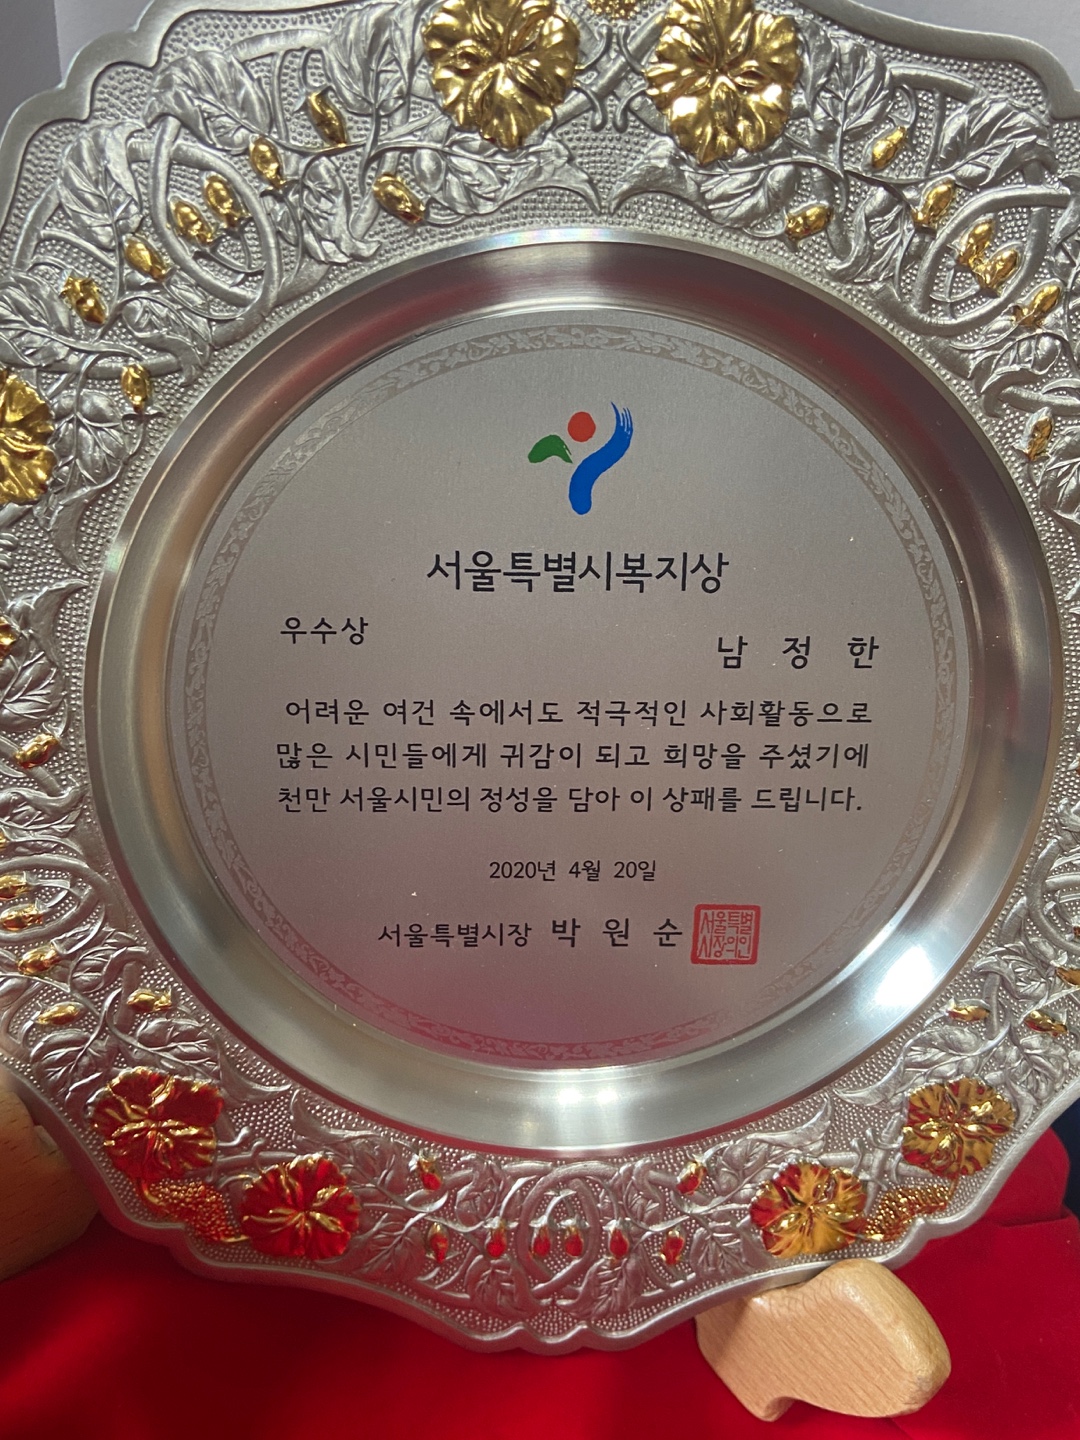 서울특별시복지상
우수상
남 정 한
어려운 여건 속에서도 적극적인 사회활동으로
많은 시민들에게 귀감이 되고 희망을 주셨기에
천만 서울시민의 정성을 담아 이 상패를 드립니다.
2020년 4월 20일
서울특별시장 박 원 순
서울특별
시장의인